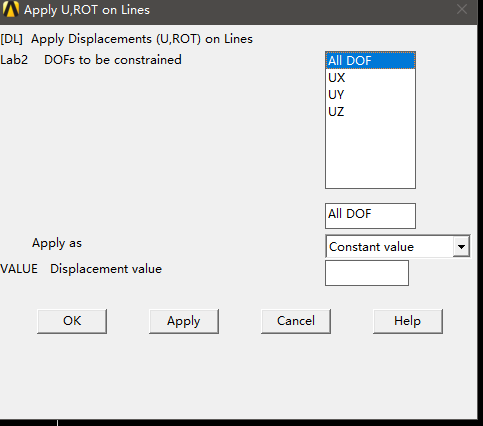 Apply U,ROT on Lines
[DL] Apply Displacements (U,ROT) on Lines
Lab2 DOFs to be constrained
All DOF
UX
UY
UZ
All DOF
Apply as Constant value
VALUE Displacement value
OK Apply Cancel Help